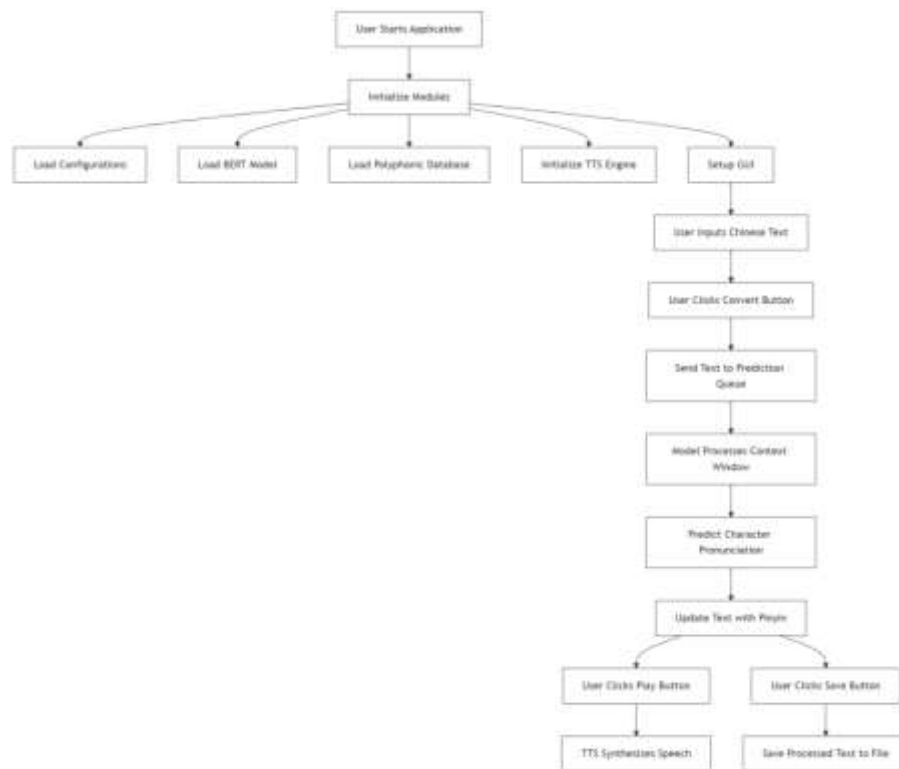 User Starts Application
Initialize Modules
Load Configurations
Load BERT Model
Load Polyphonic Database
Initialize TTS Engine
Setup GUI
User Inputs Chinese Text
User Clicks Convert Button
Send Text to Prediction
Queue
Model Processes Context
Window
Predict Character
Pronunciation
Update Text with Pinyin
User Clicks Play Button
User Clicks Save Button
TTS Synthesizes Speech
Save Processed Text to File